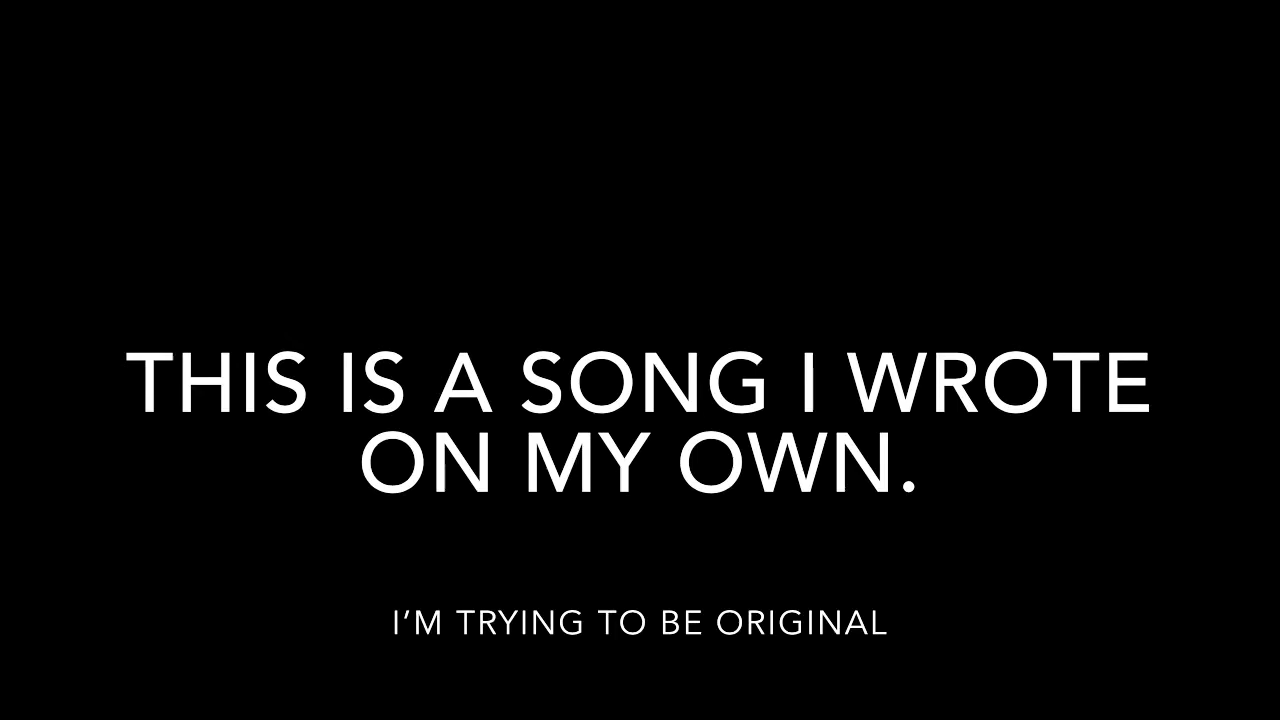 THIS IS A SONG I WROTE
ON MY OWN.
I’M TRYING TO BE ORIGINAL